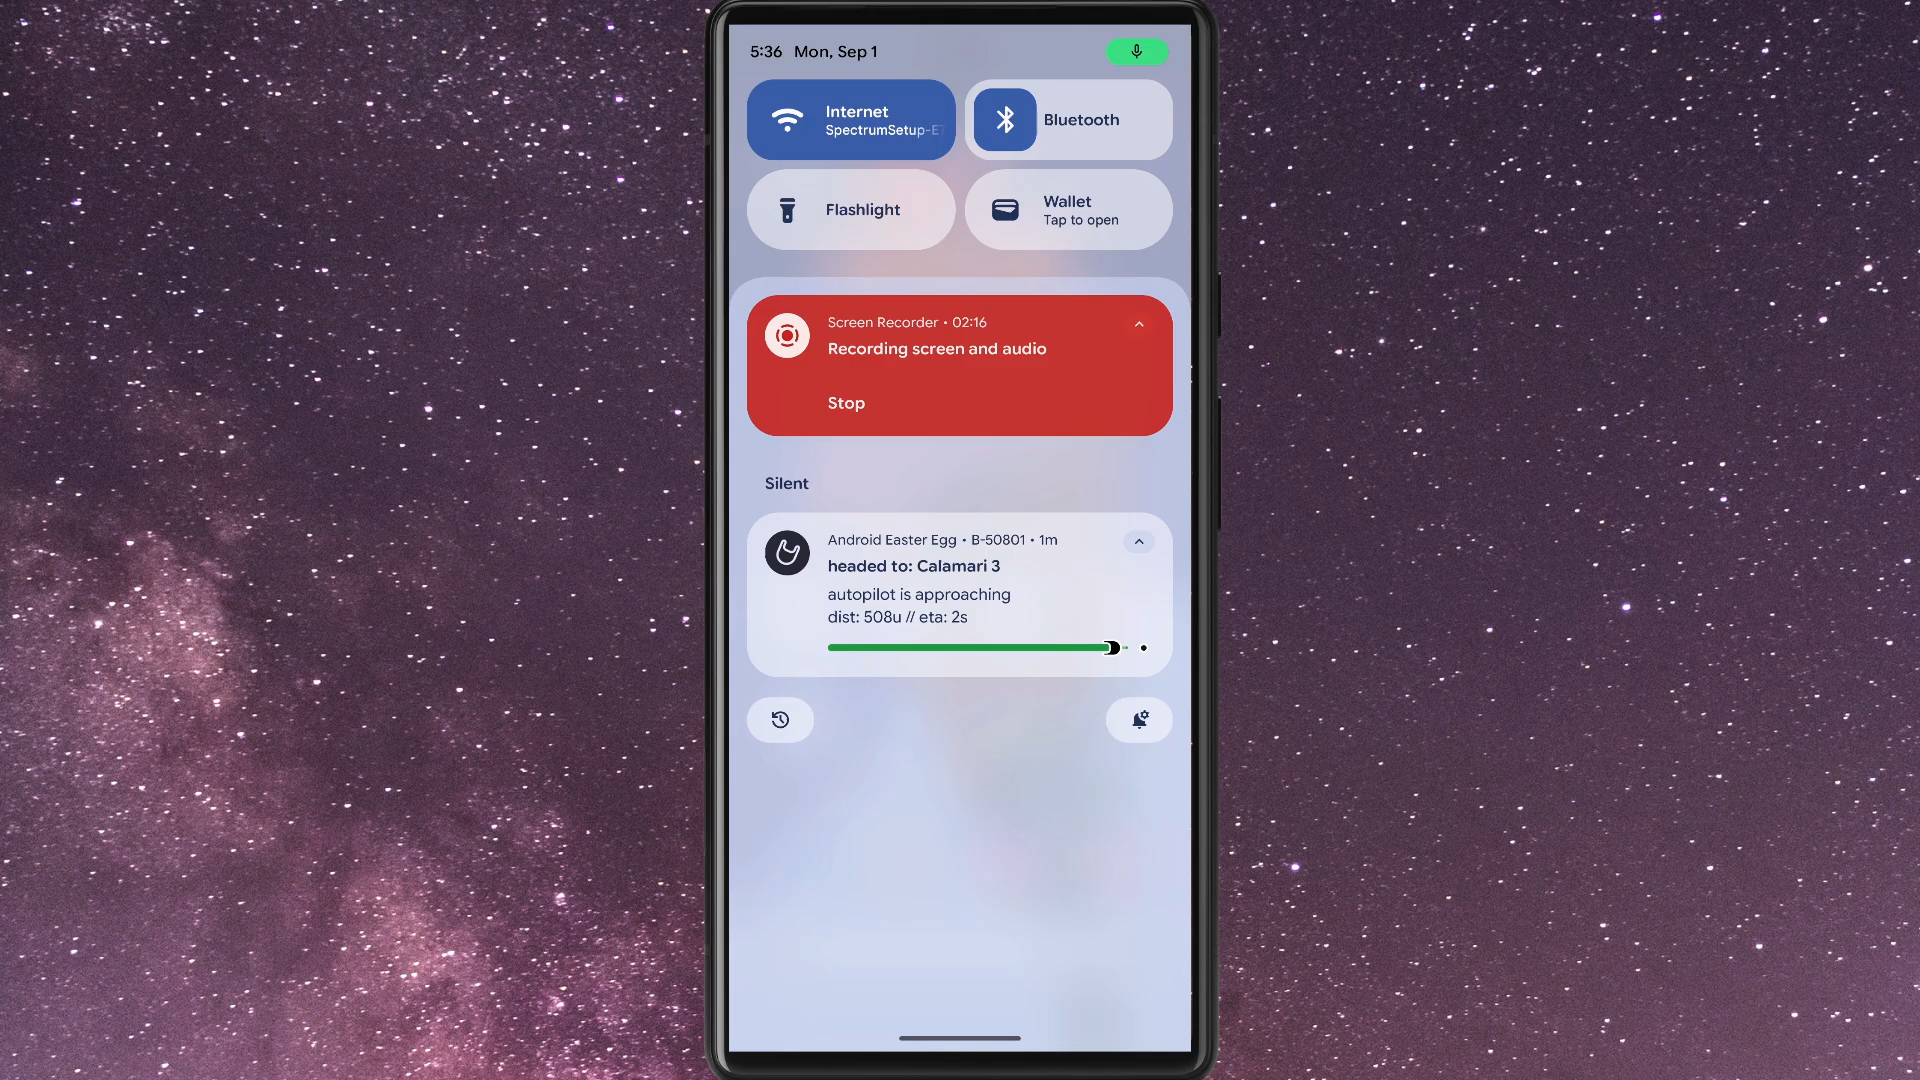 5:36 Mon, Sep 1
Internet
SpectrumSetup-E
Bluetooth
Flashlight
Wallet
Tap to open
Screen Recorder • 02:16
Recording screen and audio
Stop
Silent
Android Easter Egg • B-50801 • 1m
headed to: Calamari 3
autopilot is approaching
dist: 508u // eta: 2s